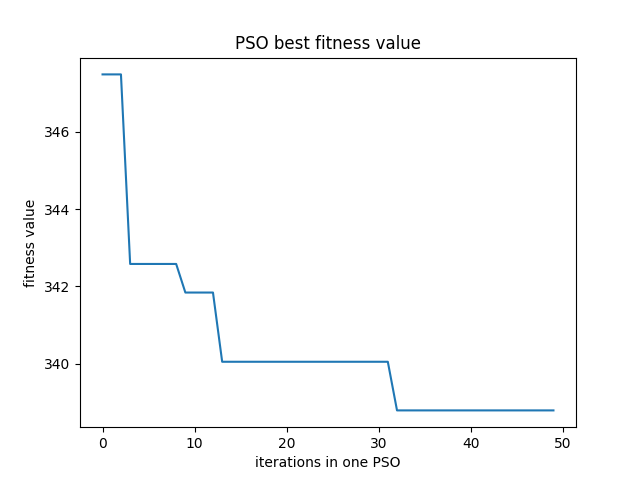 PSO best fitness value
fitness value
346
344
342
340
0 10 20 30 40 50
iterations in one PSO